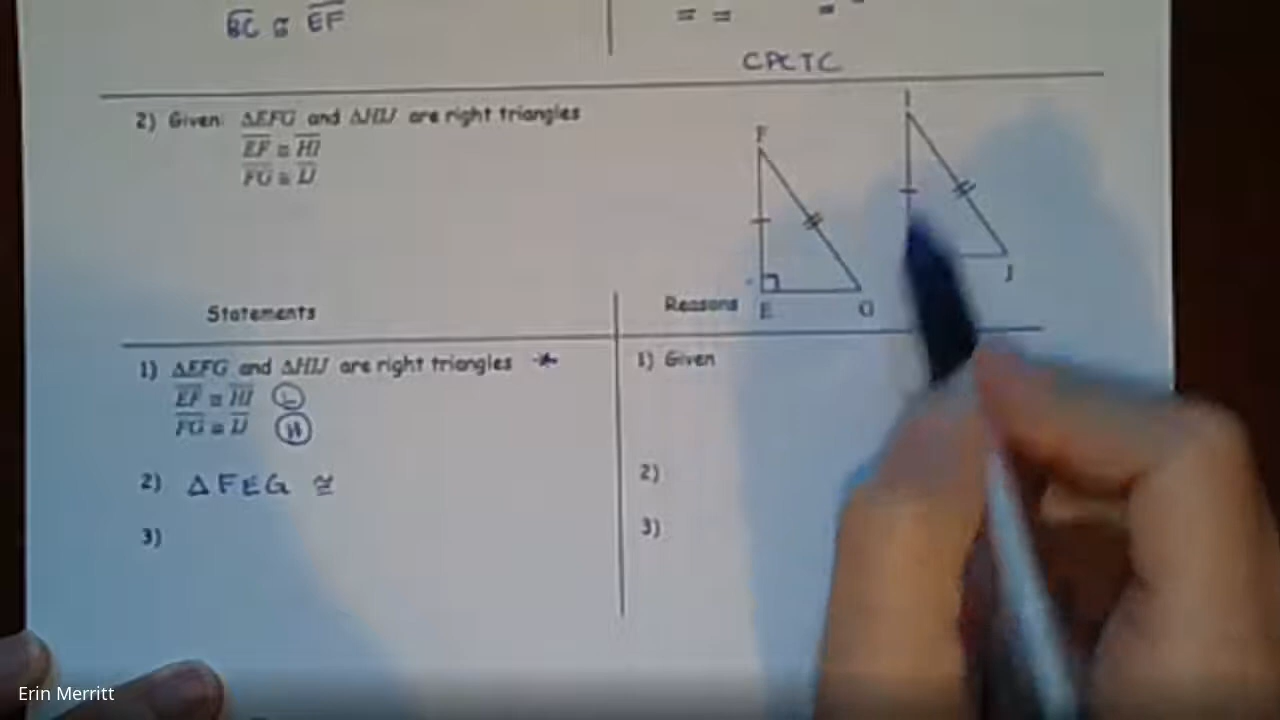 BC ≅ EF
= = =
CPCTC
2) Given: ΔEFG and ΔHIJ are right triangles
EF ≅ HI
FG ≅ IJ
F
I
E
G
J
Statements
Reasons
1) ΔEFG and ΔHIJ are right triangles *
EF ≅ HI L
FG ≅ IJ H
1) Given
2) Δ FEG ≅
2)
3)
3)
Erin Merritt